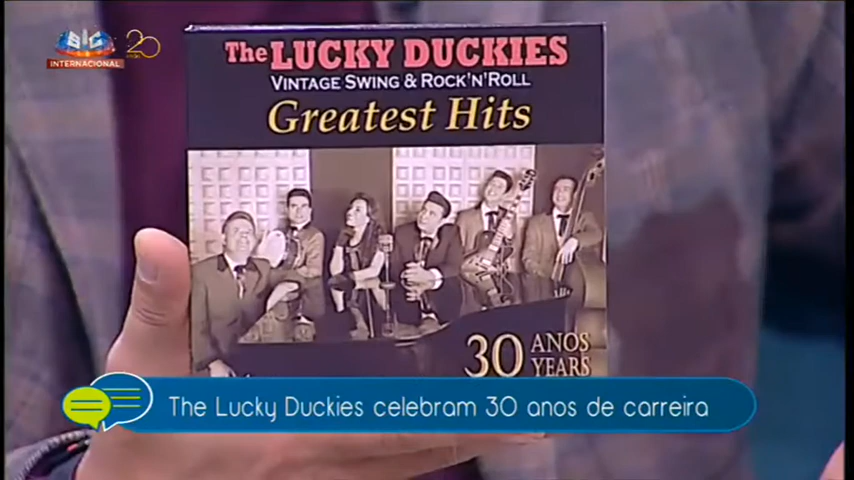 SIC 20
INTERNACIONAL
The LUCKY DUCKIES
VINTAGE SWING & ROCK'N'ROLL
Greatest Hits
30 ANOS
YEARS
The Lucky Duckies celebram 30 anos de carreira